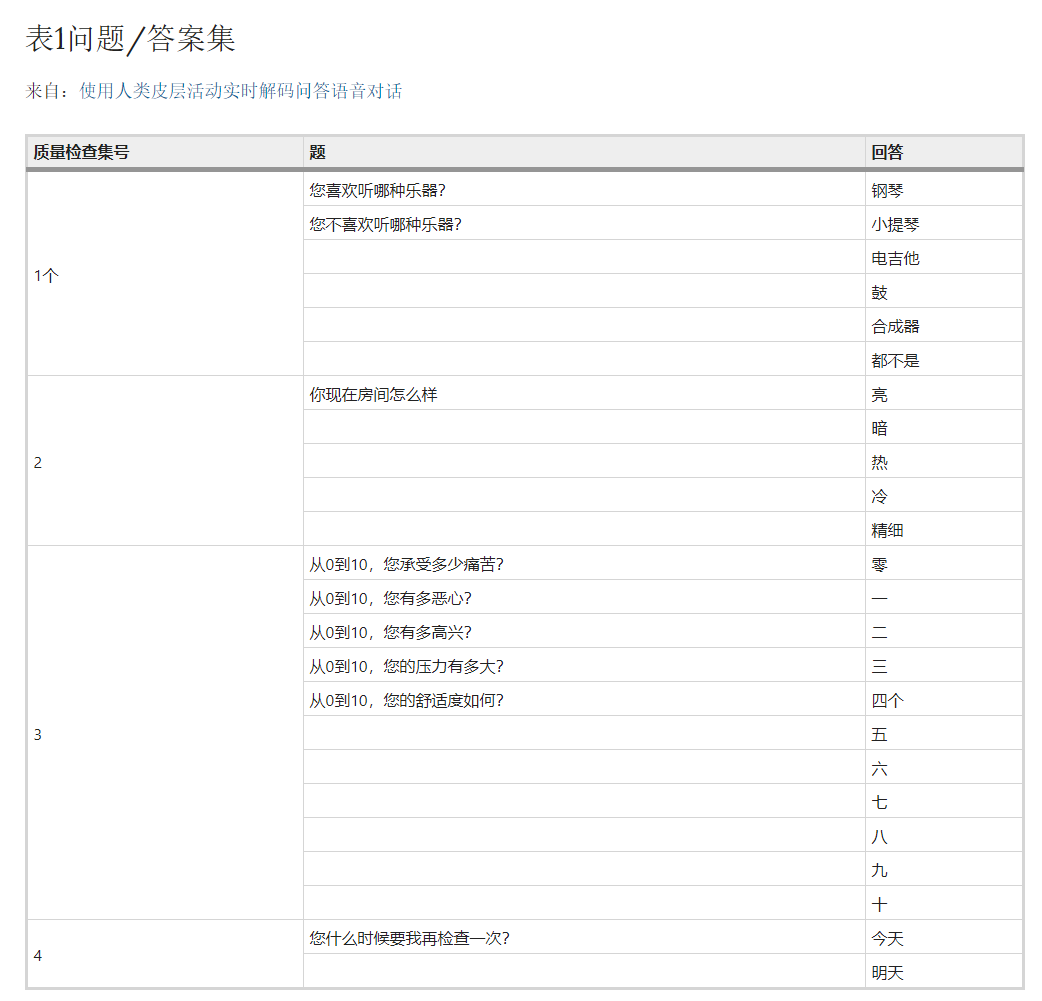 表1问题/答案集
来自：使用人类皮层活动实时解码问答语音对话
质量检查集号 题 回答
1个
您喜欢听哪种乐器? 钢琴
您不喜欢听哪种乐器? 小提琴
电吉他
鼓
合成器
都不是
2
你现在房间怎么样 亮
暗
热
冷
精细
3
从0到10，您承受多少痛苦? 零
从0到10，您有多恶心? 一
从0到10，您有多高兴? 二
从0到10，您的压力有多大? 三
从0到10，您的舒适度如何? 四个
五
六
七
八
九
十
4
您什么时候要我再检查一次? 今天
明天